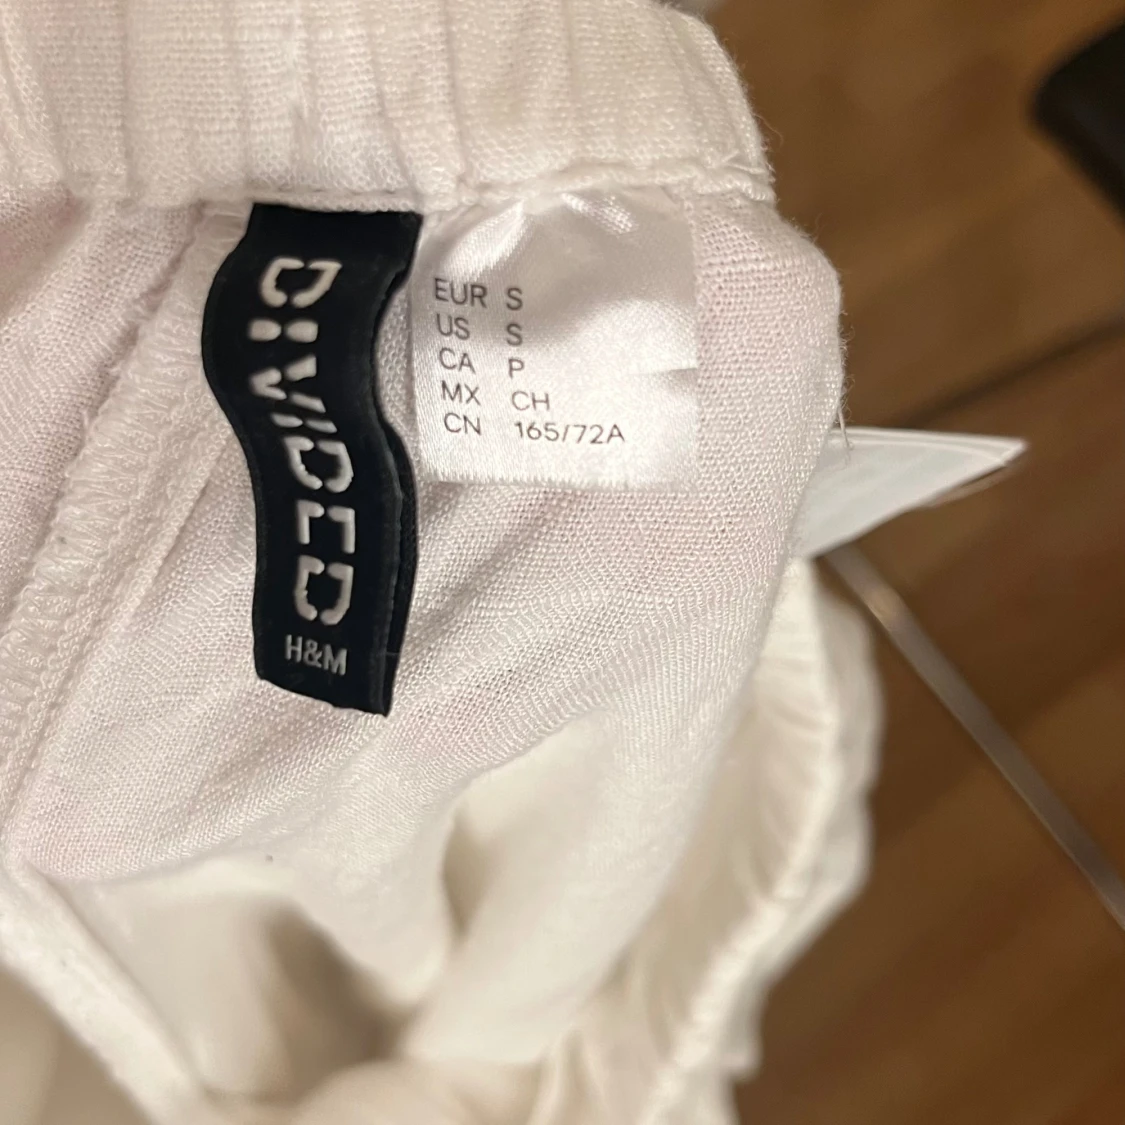 DIVIDED
H&M
EUR S
US S
CA P
MX CH
CN 165/72A